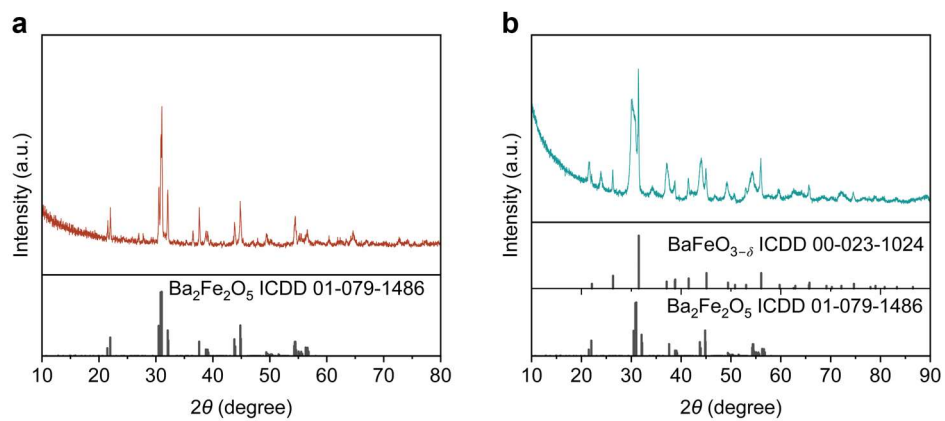 a
Intensity (a.u.)
Ba₂Fe₂O₅ ICDD 01-079-1486
10 20 30 40 50 60 70 80
2θ (degree)
b
Intensity (a.u.)
BaFeO₃₋δ ICDD 00-023-1024
Ba₂Fe₂O₅ ICDD 01-079-1486
10 20 30 40 50 60 70 80 90
2θ (degree)